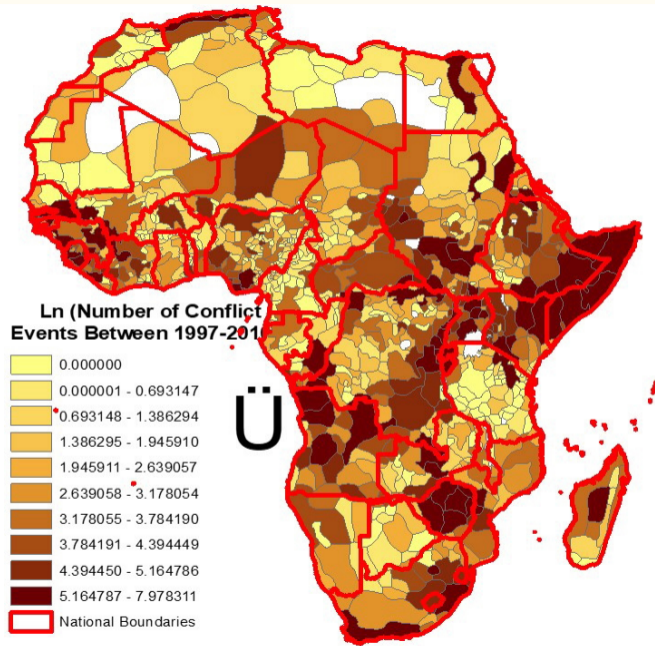 Ln (Number of Conflict
Events Between 1997-201
0.000000
0.000001 - 0.693147
0.693148 - 1.386294
1.386295 - 1.945910
1.945911 - 2.639057
2.639058 - 3.178054
3.178055 - 3.784190
3.784191 - 4.394449
4.394450 - 5.164786
5.164787 - 7.978311
National Boundaries
Ü